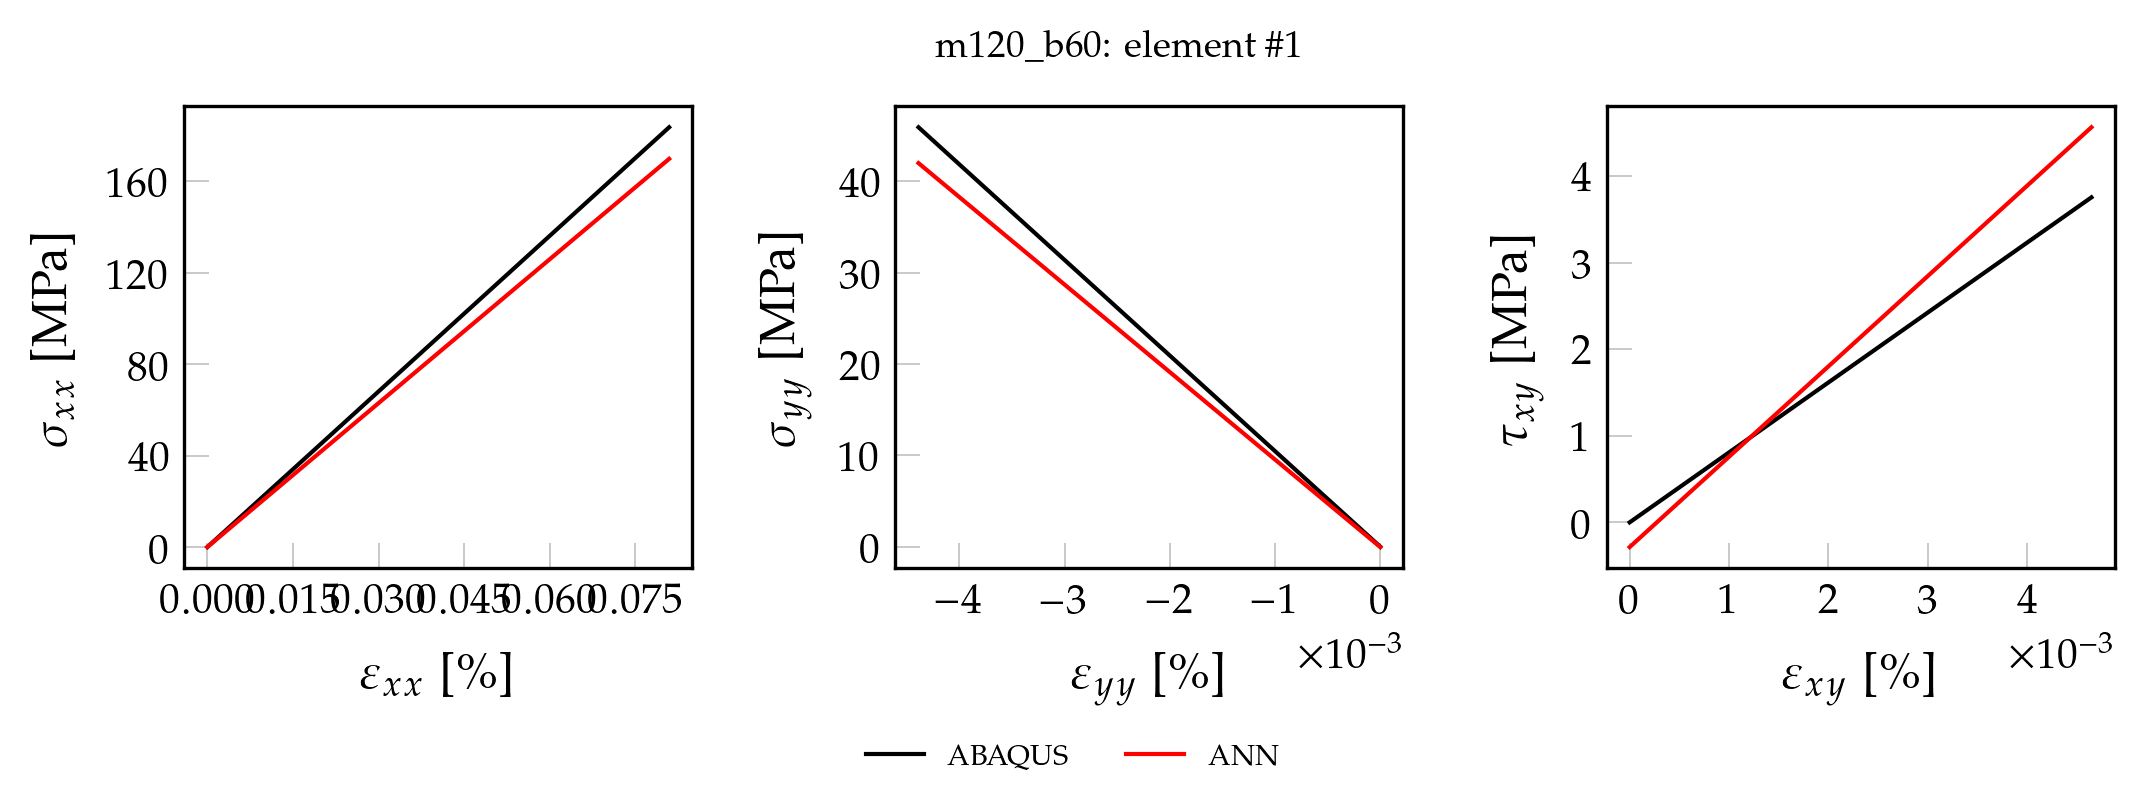 m120_b60: element #1
σxx [MPa]
160
120
80
40
0
0.000 0.015 0.030 0.045 0.060 0.075
εxx [%]
σyy [MPa]
40
30
20
10
0
−4 −3 −2 −1 0
×10−3
εyy [%]
τxy [MPa]
4
3
2
1
0
0 1 2 3 4
×10−3
εxy [%]
ABAQUS ANN